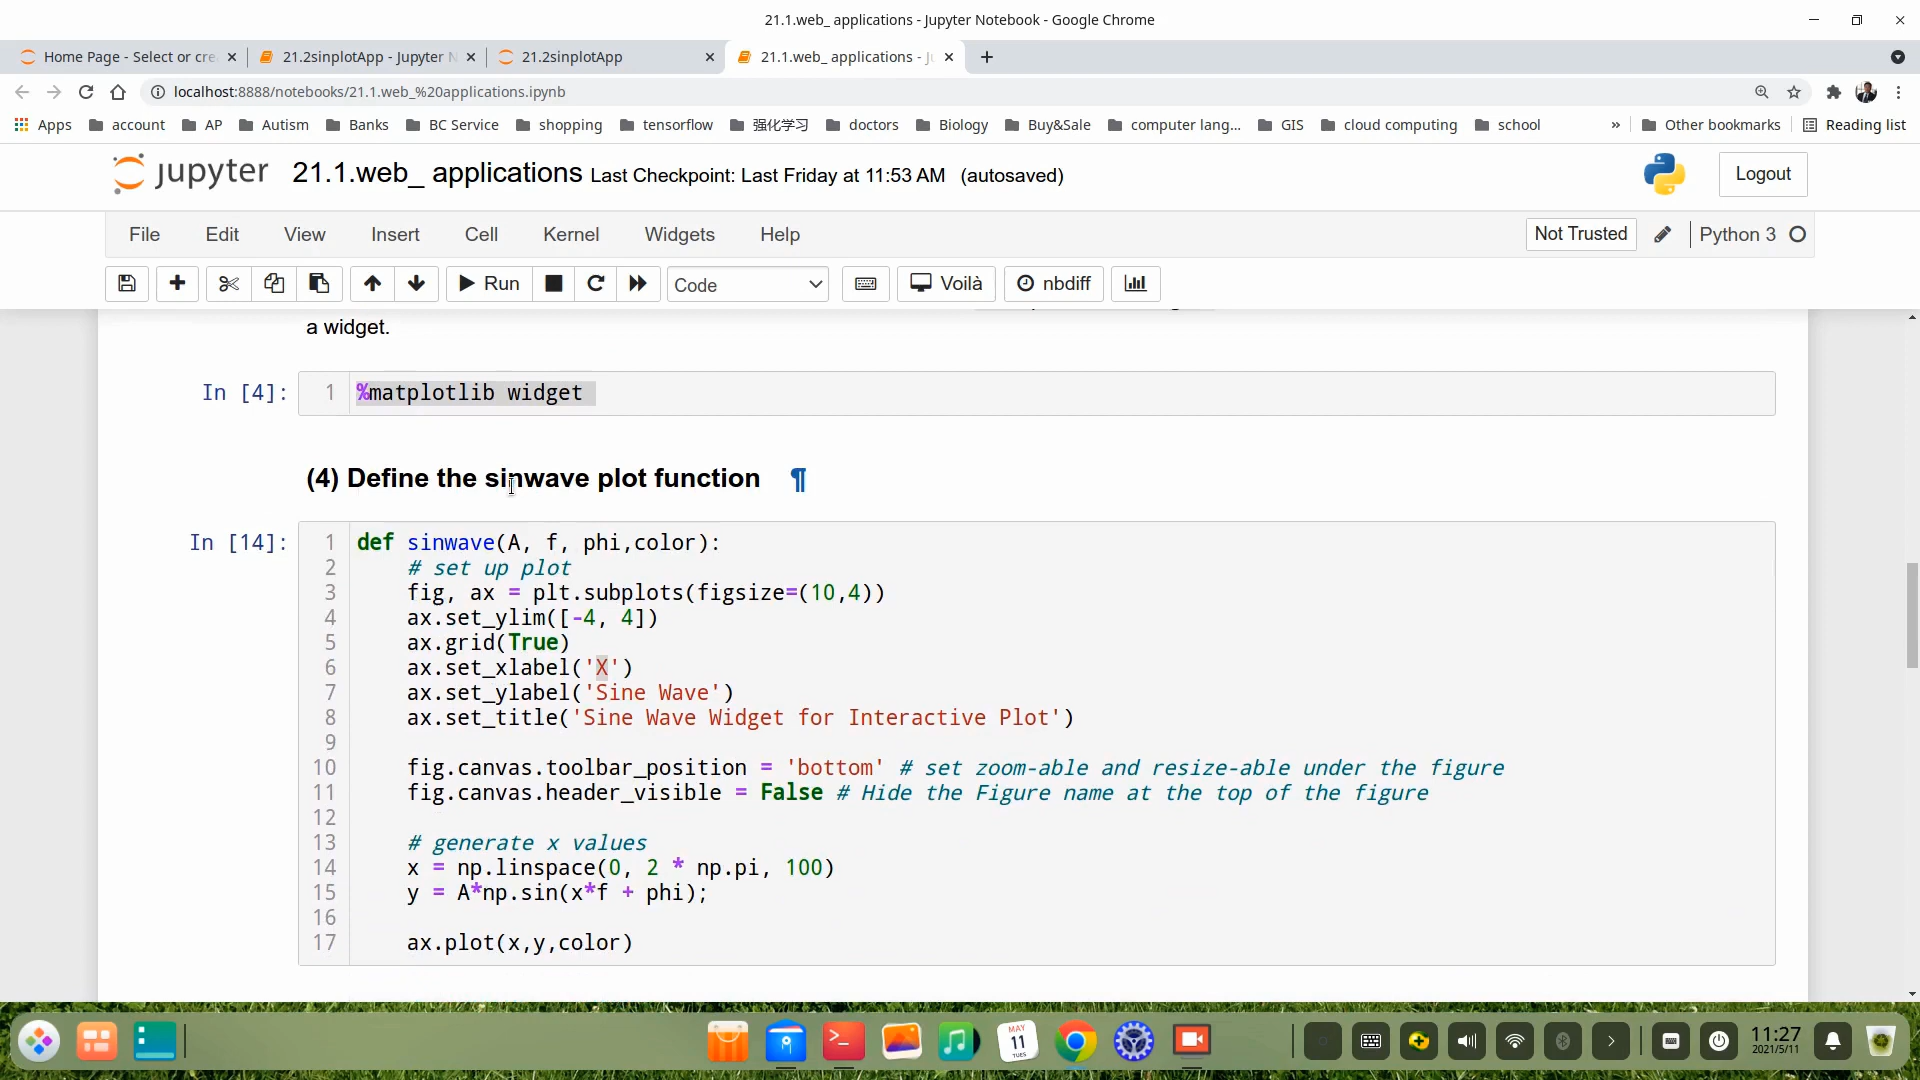 21.1.web_ applications - Jupyter Notebook - Google Chrome
Home Page - Select or cre
21.2sinplotApp - Jupyter N
21.2sinplotApp
21.1.web_ applications - J
localhost:8888/notebooks/21.1.web_%20applications.ipynb
Apps account AP Autism Banks BC Service shopping tensorflow 强化学习 doctors Biology Buy&Sale computer lang... GIS cloud computing school » Other bookmarks Reading list
jupyter 21.1.web_ applications Last Checkpoint: Last Friday at 11:53 AM (autosaved) Logout
File Edit View Insert Cell Kernel Widgets Help Not Trusted Python 3
Run Code Voilà nbdiff
a widget.
In [4]: 1 %matplotlib widget
(4) Define the sinwave plot function ¶
In [14]: 1 def sinwave(A, f, phi,color):
2 # set up plot
3 fig, ax = plt.subplots(figsize=(10,4))
4 ax.set_ylim([-4, 4])
5 ax.grid(True)
6 ax.set_xlabel('X')
7 ax.set_ylabel('Sine Wave')
8 ax.set_title('Sine Wave Widget for Interactive Plot')
9
10 fig.canvas.toolbar_position = 'bottom' # set zoom-able and resize-able under the figure
11 fig.canvas.header_visible = False # Hide the Figure name at the top of the figure
12
13 # generate x values
14 x = np.linspace(0, 2 * np.pi, 100)
15 y = A*np.sin(x*f + phi);
16
17 ax.plot(x,y,color)
MAY
11
TUES
11:27
2021/5/11